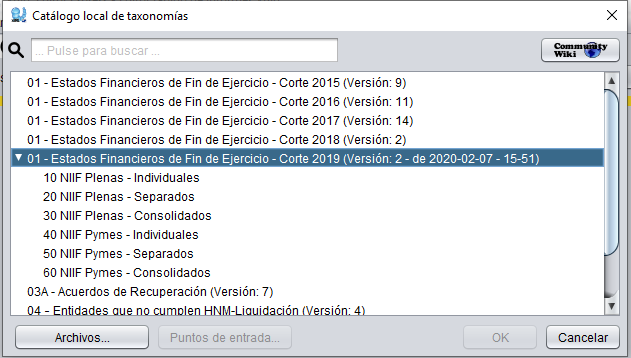 Catálogo local de taxonomías
... Pulse para buscar ...
Community
Wiki
01 - Estados Financieros de Fin de Ejercicio - Corte 2015 (Versión: 9)
01 - Estados Financieros de Fin de Ejercicio - Corte 2016 (Versión: 11)
01 - Estados Financieros de Fin de Ejercicio - Corte 2017 (Versión: 14)
01 - Estados Financieros de Fin de Ejercicio - Corte 2018 (Versión: 2)
01 - Estados Financieros de Fin de Ejercicio - Corte 2019 (Versión: 2 - de 2020-02-07 - 15-51)
10 NIIF Plenas - Individuales
20 NIIF Plenas - Separados
30 NIIF Plenas - Consolidados
40 NIIF Pymes - Individuales
50 NIIF Pymes - Separados
60 NIIF Pymes - Consolidados
03A - Acuerdos de Recuperación (Versión: 7)
04 - Entidades que no cumplen HNM-Liquidación (Versión: 4)
Archivos...
Puntos de entrada...
OK
Cancelar